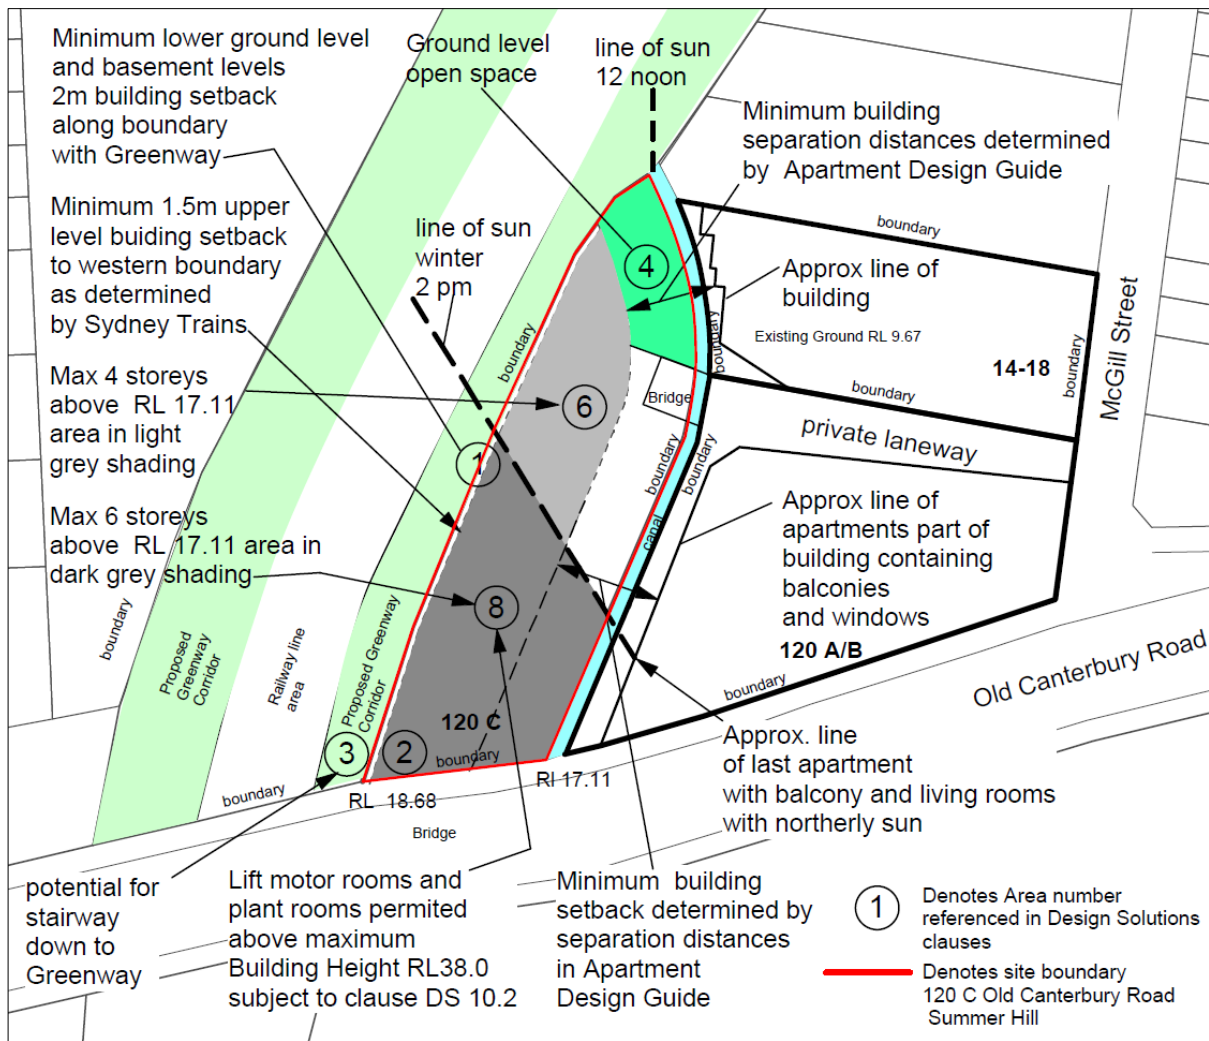 Minimum lower ground level
and basement levels
2m building setback
along boundary
with Greenway
Ground level
open space
line of sun
12 noon
Minimum building
separation distances determined
by Apartment Design Guide
Minimum 1.5m upper
level buiding setback
to western boundary
as determined
by Sydney Trains
line of sun
winter
2 pm
4
boundary
Approx line of
building
Existing Ground RL 9.67
14-18
boundary
McGill Street
boundary
boundary
boundary
Max 4 storeys
above RL 17.11
area in light
grey shading
6
Bridge
private laneway
1
boundary
boundary
canal
Max 6 storeys
above RL 17.11 area in
dark grey shading
8
Approx line of
apartments part of
building containing
balconies
and windows
120 A/B
boundary
Old Canterbury Road
boundary
Proposed
Greenway
Corridor
Railway line
area
Proposed Greenway
Corridor
120 C
3
2
boundary
boundary
RL 18.68
Rl 17.11
Bridge
Approx. line
of last apartment
with balcony and living rooms
with northerly sun
potential for
stairway
down to
Greenway
Lift motor rooms and
plant rooms permited
above maximum
Building Height RL38.0
subject to clause DS 10.2
Minimum building
setback determined by
separation distances
in Apartment
Design Guide
1
Denotes Area number
referenced in Design Solutions
clauses
Denotes site boundary
120 C Old Canterbury Road
Summer Hill